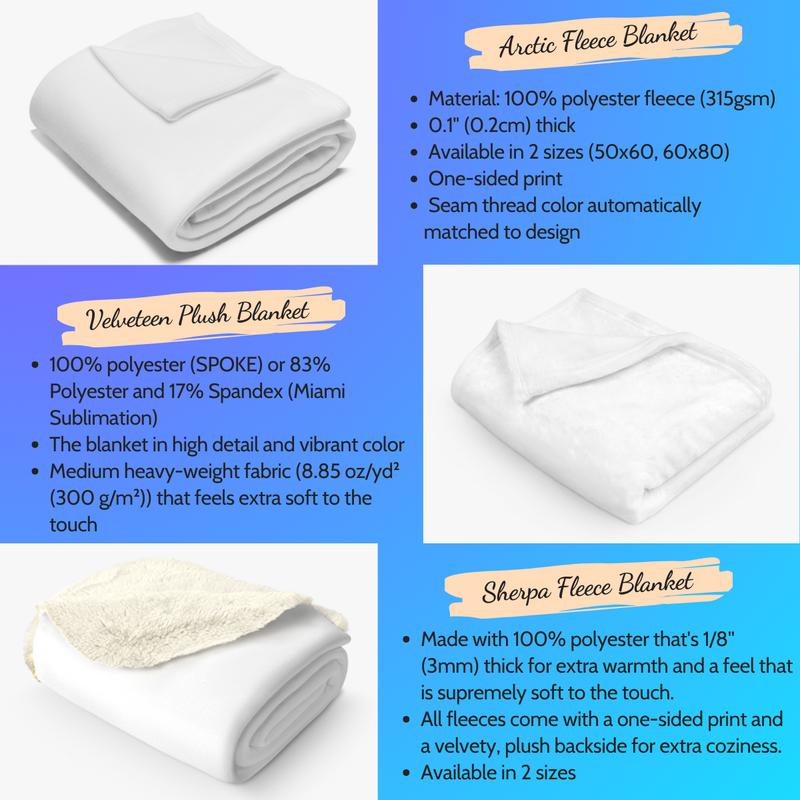 Arctic Fleece Blanket
• Material: 100% polyester fleece (315gsm)
• 0.1" (0.2cm) thick
• Available in 2 sizes (50x60, 60x80)
• One-sided print
• Seam thread color automatically
matched to design
Velveteen Plush Blanket
• 100% polyester (SPOKE) or 83%
Polyester and 17% Spandex (Miami
Sublimation)
• The blanket in high detail and vibrant color
• Medium heavy-weight fabric (8.85 oz/yd²
(300 g/m²)) that feels extra soft to the
touch
Sherpa Fleece Blanket
• Made with 100% polyester that's 1/8"
(3mm) thick for extra warmth and a feel that
is supremely soft to the touch.
• All fleeces come with a one-sided print and
a velvety, plush backside for extra coziness.
• Available in 2 sizes